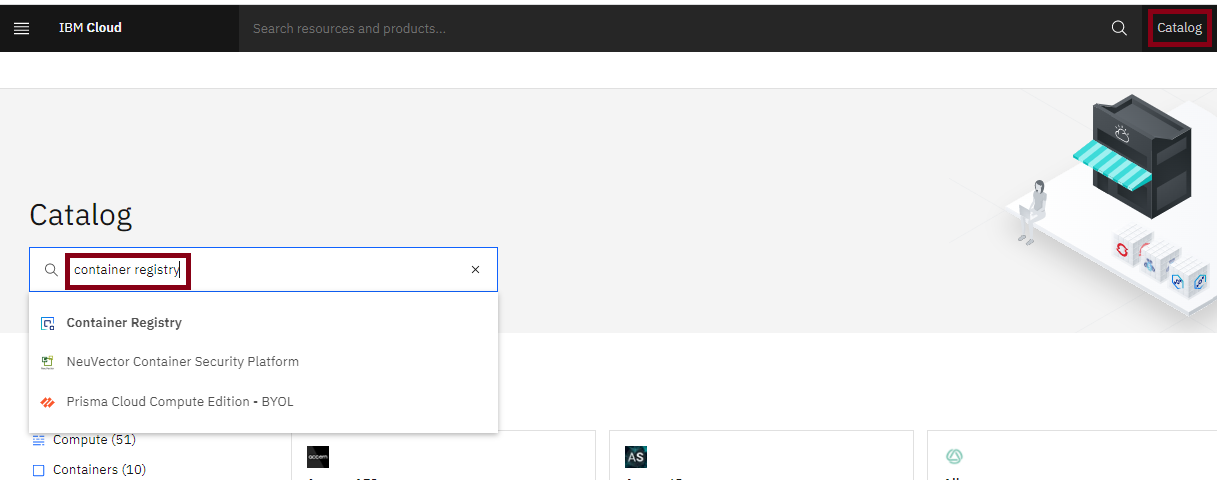 IBM Cloud
Search resources and products...
Catalog
Catalog
container registry
Container Registry
NeuVector Container Security Platform
Prisma Cloud Compute Edition - BYOL
Compute (51)
Containers (10)
accern
AS